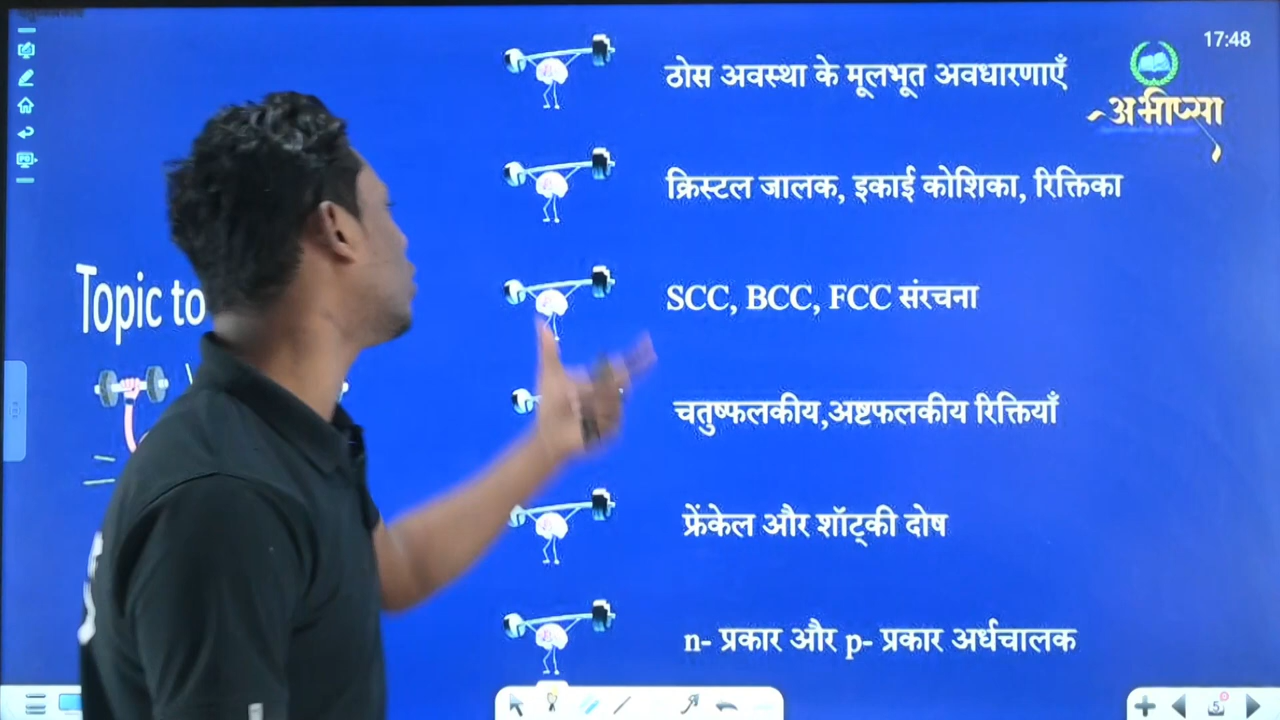 17:48
अभीप्सा
ठोस अवस्था के मूलभूत अवधारणाएँ
क्रिस्टल जालक, इकाई कोशिका, रिक्तिका
Topic to
SCC, BCC, FCC संरचना
चतुष्फलकीय,अष्टफलकीय रिक्तियाँ
फ्रेंकेल और शॉट्की दोष
n- प्रकार और p- प्रकार अर्धचालक
5